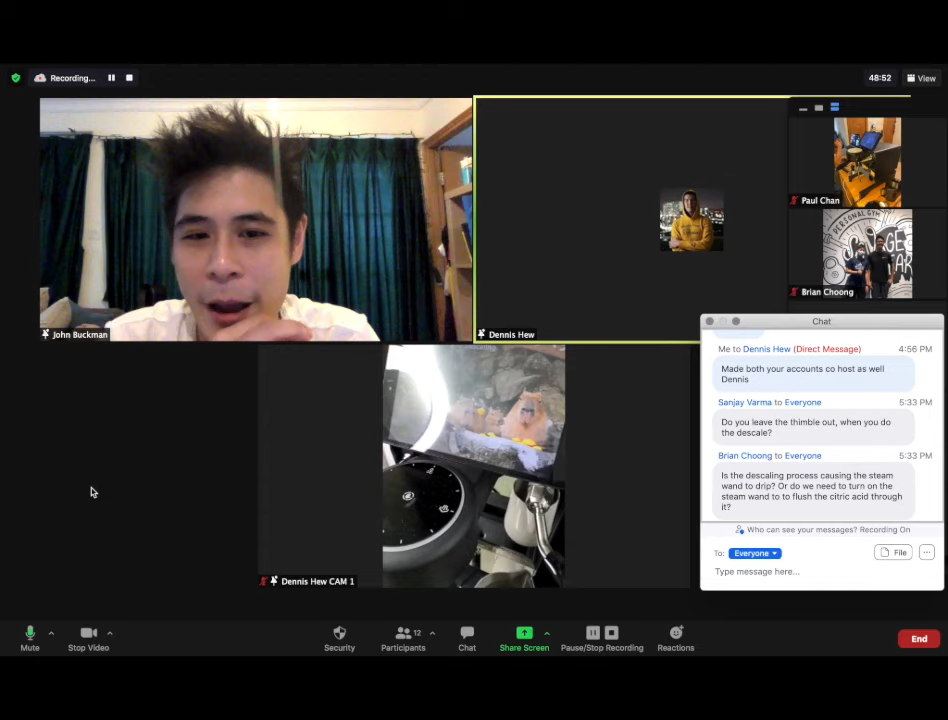 Recording...
48:52
View
John Buckman
Dennis Hew
Paul Chan
PERSONAL GYM
Brian Choong
Chat
Me to Dennis Hew (Direct Message) 4:56 PM
Made both your accounts co host as well
Dennis
Sanjay Varma to Everyone 5:33 PM
Do you leave the thimble out, when you do
the descale?
Brian Choong to Everyone 5:33 PM
Is the descaling process causing the steam
wand to drip? Or do we need to turn on the
steam wand to to flush the citric acid through
it?
Who can see your messages? Recording On
To: Everyone File
Type message here...
Dennis Hew CAM 1
Mute
Stop Video
Security
12
Participants
Chat
Share Screen
Pause/Stop Recording
Reactions
End